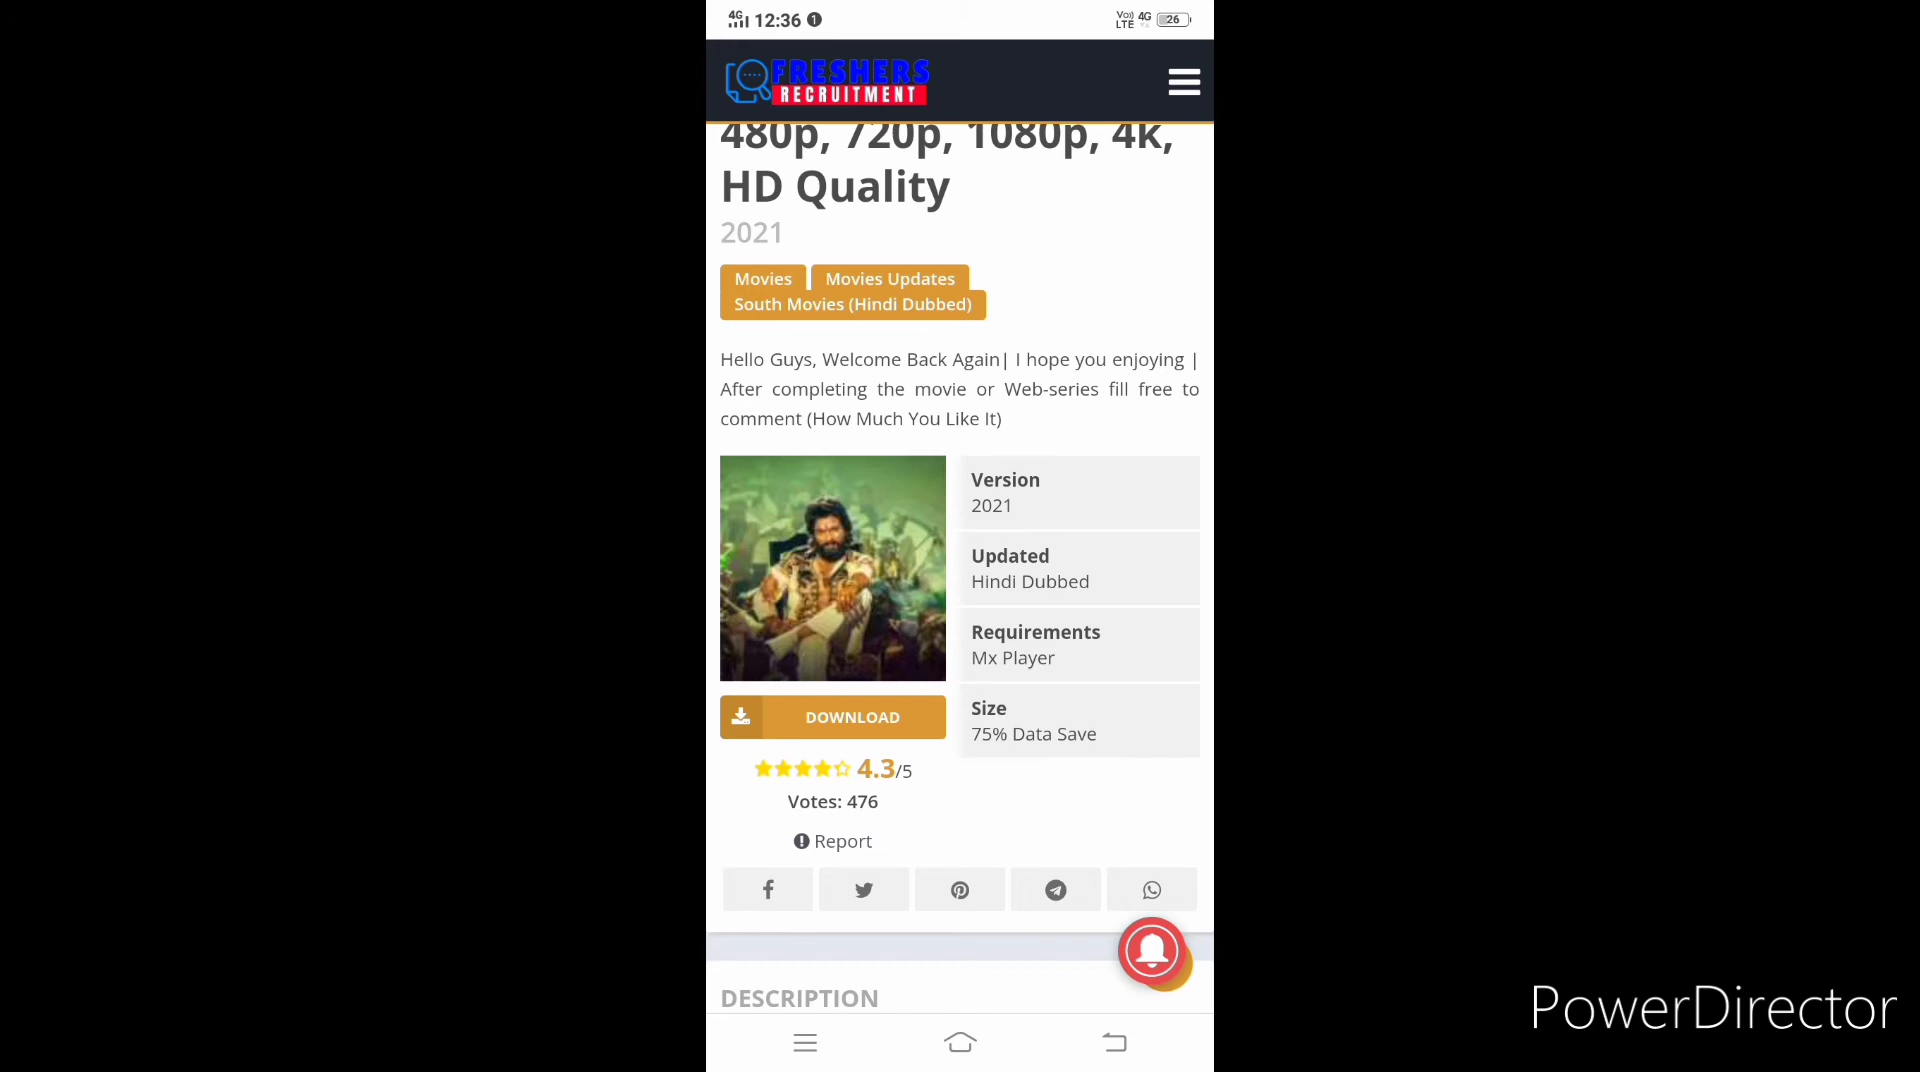 4G 12:36 1 Vo) LTE 4G 26
FRESHERS
RECRUITMENT
480p, 720p, 1080p, 4k,
HD Quality
2021
Movies Movies Updates
South Movies (Hindi Dubbed)
Hello Guys, Welcome Back Again| I hope you enjoying |
After completing the movie or Web-series fill free to
comment (How Much You Like It)
Version
2021
Updated
Hindi Dubbed
Requirements
Mx Player
Size
75% Data Save
DOWNLOAD
4.3/5
Votes: 476
Report
DESCRIPTION
PowerDirector